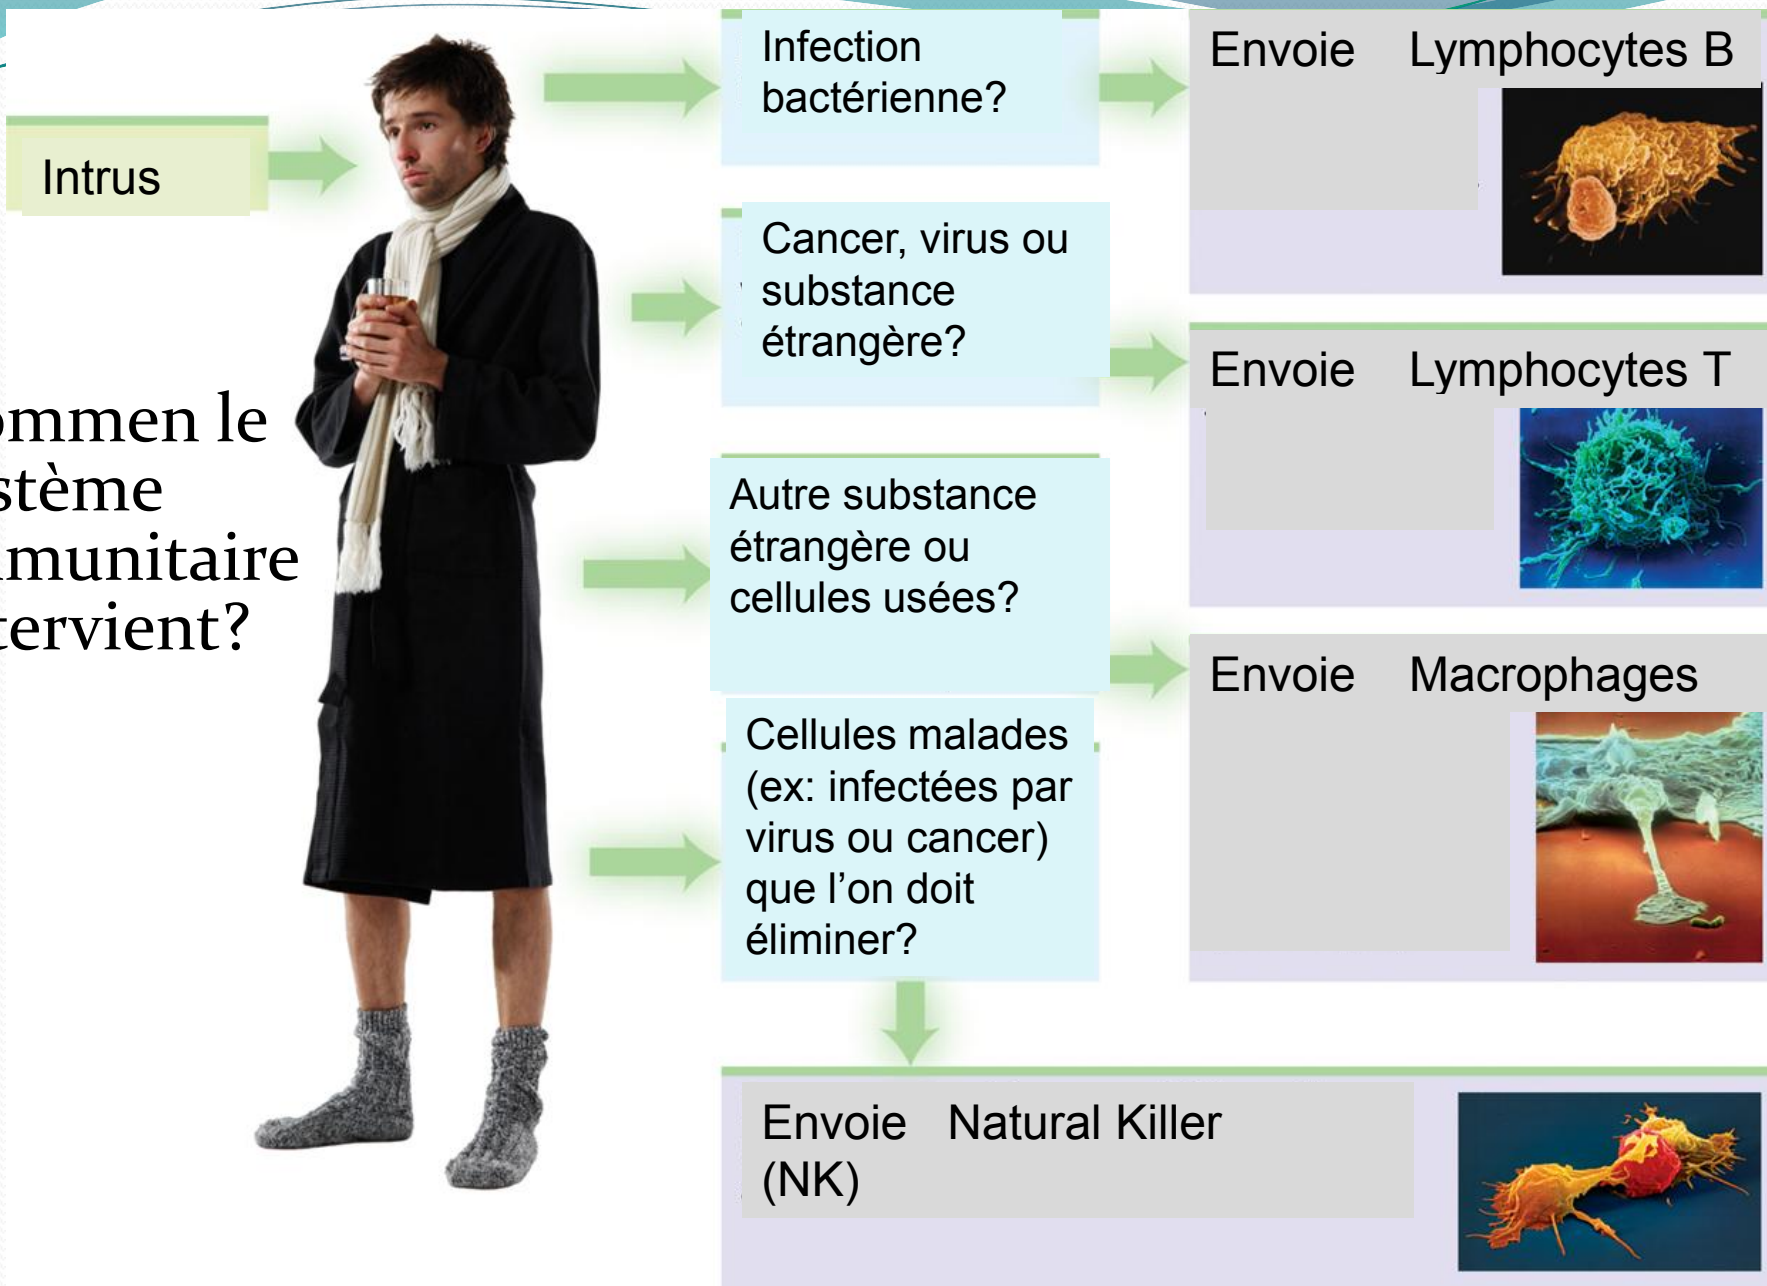 Intrus
ommen le
stème
munitaire
tervient?
Infection
bactérienne?
Cancer, virus ou
substance
étrangère?
Autre substance
étrangère ou
cellules usées?
Cellules malades
(ex: infectées par
virus ou cancer)
que l'on doit
éliminer?
Envoie Lymphocytes B
Envoie Lymphocytes T
Envoie Macrophages
Envoie Natural Killer
(NK)